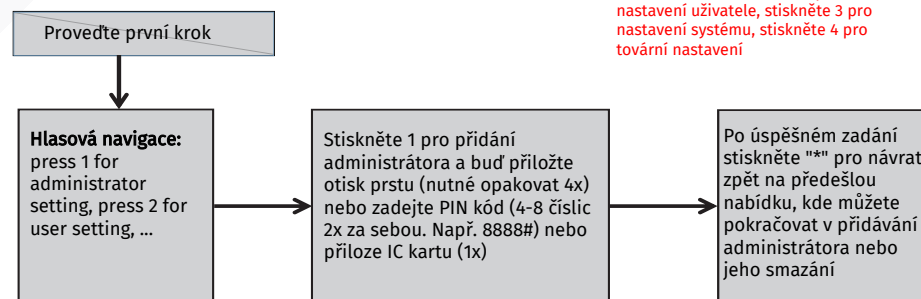 nastavení uživatele, stiskněte 3 pro
nastavení systému, stiskněte 4 pro
tovární nastavení
Proveďte první krok
Hlasová navigace:
press 1 for
administrator
setting, press 2 for
user setting, ...
Stiskněte 1 pro přidání
administrátora a buď přiložte
otisk prstu (nutné opakovat 4x)
nebo zadejte PIN kód (4-8 číslic
2x za sebou. Např. 8888#) nebo
přiloze IC kartu (1x)
Po úspěšném zadání
stiskněte "*" pro návrat
zpět na předešlou
nabídku, kde můžete
pokračovat v přidávání
administrátora nebo
jeho smazání